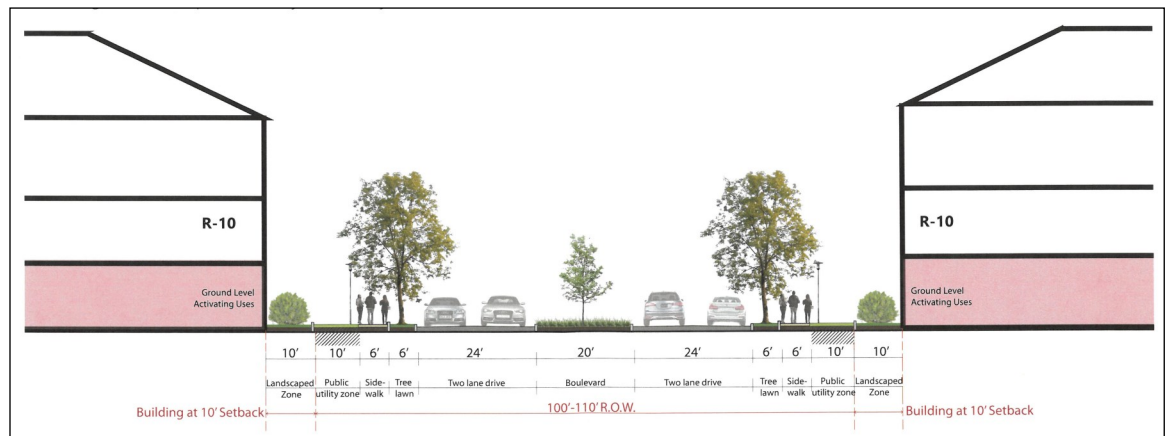 R-10
R-10
Ground Level
Activating Uses
Ground Level
Activating Uses
10' 10' 6' 6' 24' 20' 24' 6' 6' 10' 10'
Landscaped Zone
Public utility zone
Side-walk
Tree lawn
Two lane drive
Boulevard
Two lane drive
Tree lawn
Side-walk
Public utility zone
Landscaped Zone
Building at 10' Setback
100'-110' R.O.W.
Building at 10' Setback